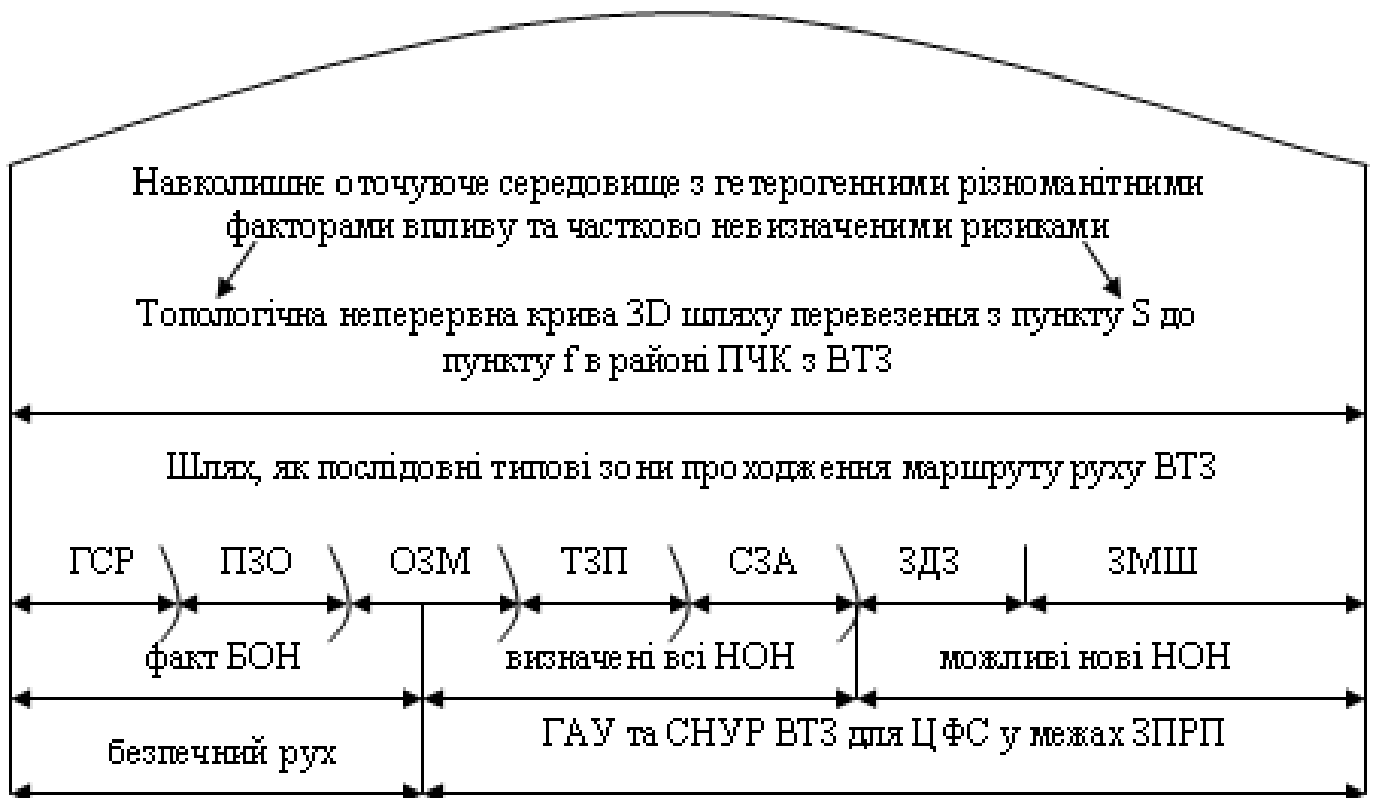 Навколишнє оточуюче середовище з гетерогенними різноманітними
факторами впливу та частково невизначеними ризиками
Топологічна неперервна крива 3D шляху перевезення з пункту S до
пункту f в районі ПЧК з ВТЗ
Шлях, як послідовні типові зони проходження маршруту руху ВТЗ
ГСР ПЗО ОЗМ ТЗП СЗА ЗДЗ ЗМШ
факт БОН визначені всі НОН можливі нові НОН
безпечний рух ГАУ та СНУР ВТЗ для ЦФС у межах ЗПРП